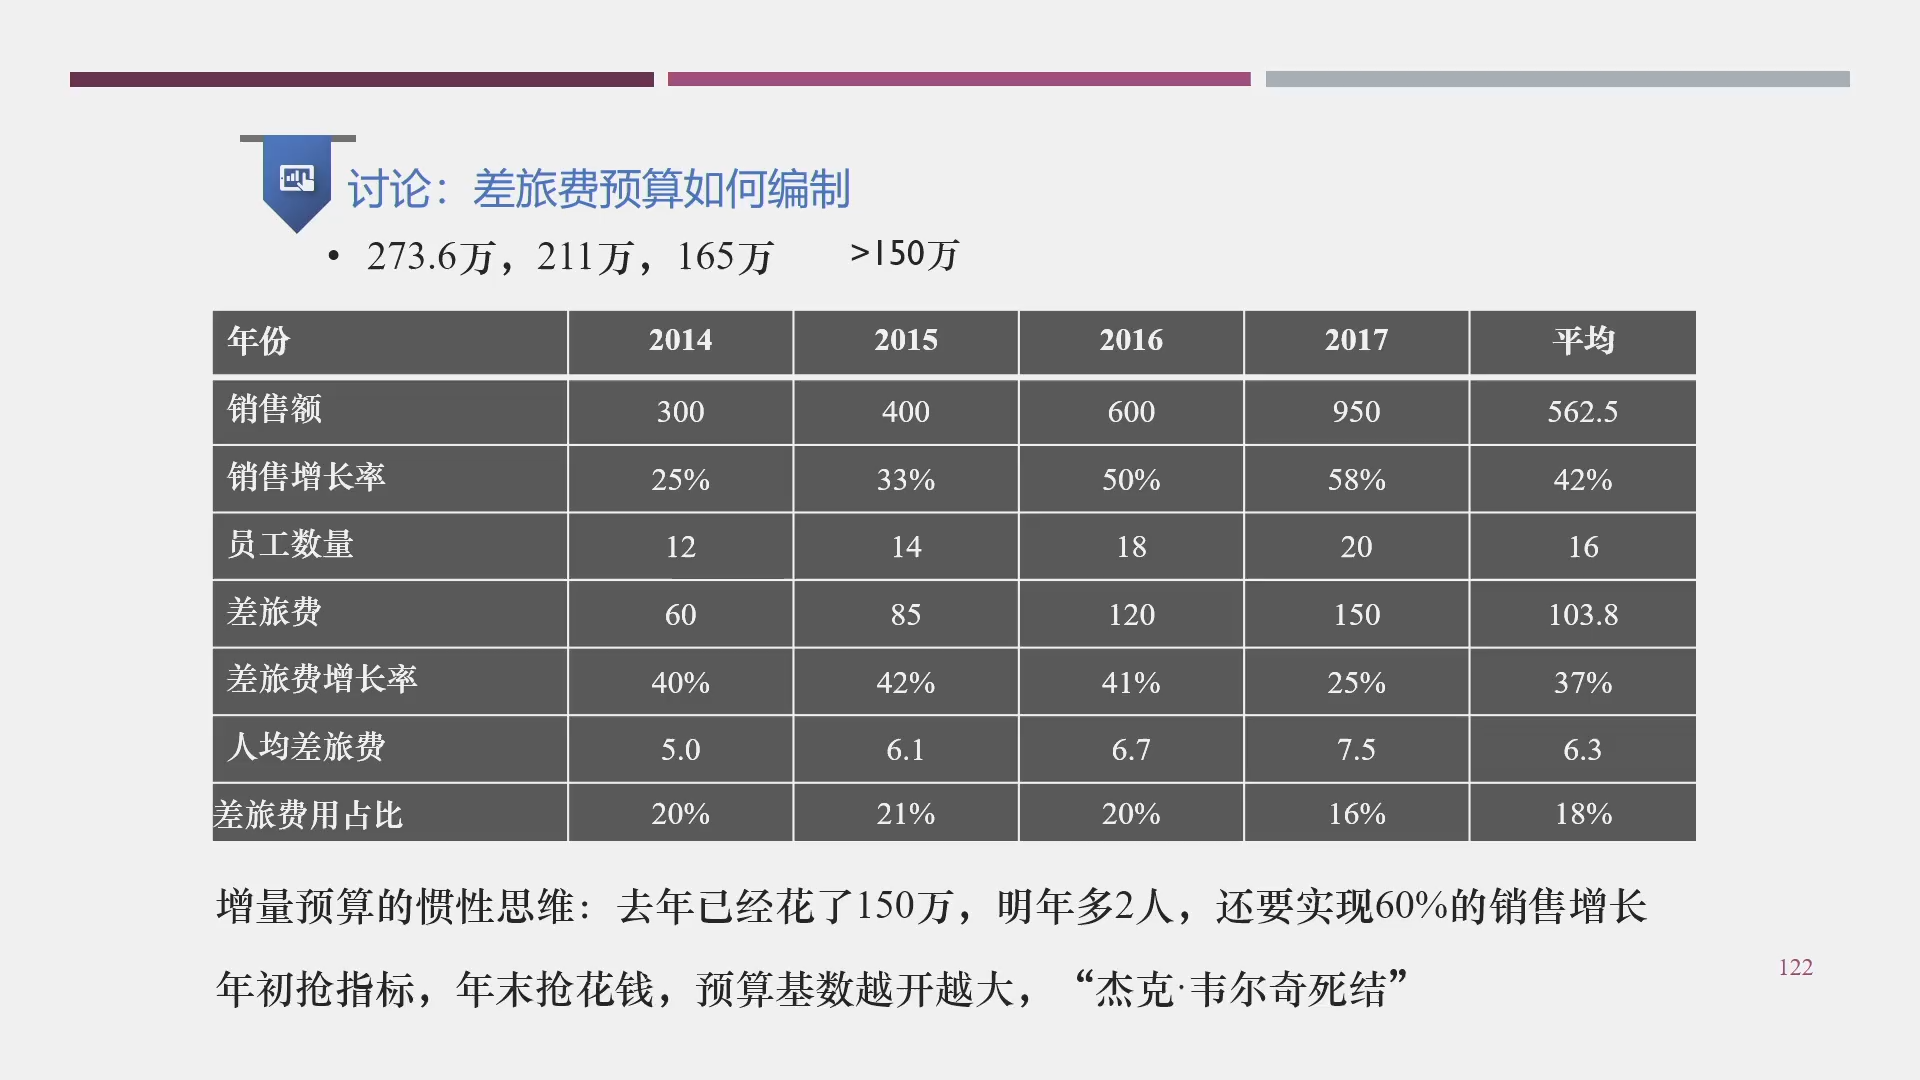 讨论：差旅费预算如何编制
• 273.6万，211万，165万 >150万
年份 2014 2015 2016 2017 平均
销售额 300 400 600 950 562.5
销售增长率 25% 33% 50% 58% 42%
员工数量 12 14 18 20 16
差旅费 60 85 120 150 103.8
差旅费增长率 40% 42% 41% 25% 37%
人均差旅费 5.0 6.1 6.7 7.5 6.3
差旅费用占比 20% 21% 20% 16% 18%
增量预算的惯性思维：去年已经花了150万，明年多2人，还要实现60%的销售增长
年初抢指标，年末抢花钱，预算基数越开越大，“杰克·韦尔奇死结”
122